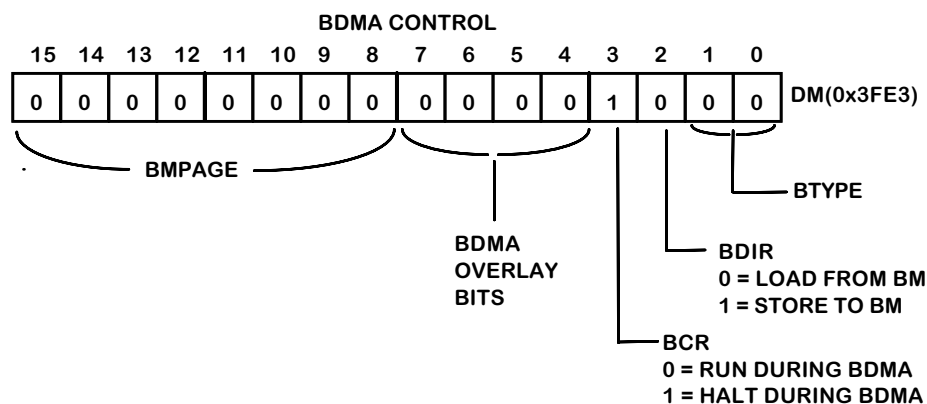 BDMA CONTROL
15 14 13 12 11 10 9 8 7 6 5 4 3 2 1 0
0 0 0 0 0 0 0 0 0 0 0 0 1 0 0 0 DM(0x3FE3)
BMPAGE
BDMA
OVERLAY
BITS
BTYPE
BDIR
0 = LOAD FROM BM
1 = STORE TO BM
BCR
0 = RUN DURING BDMA
1 = HALT DURING BDMA